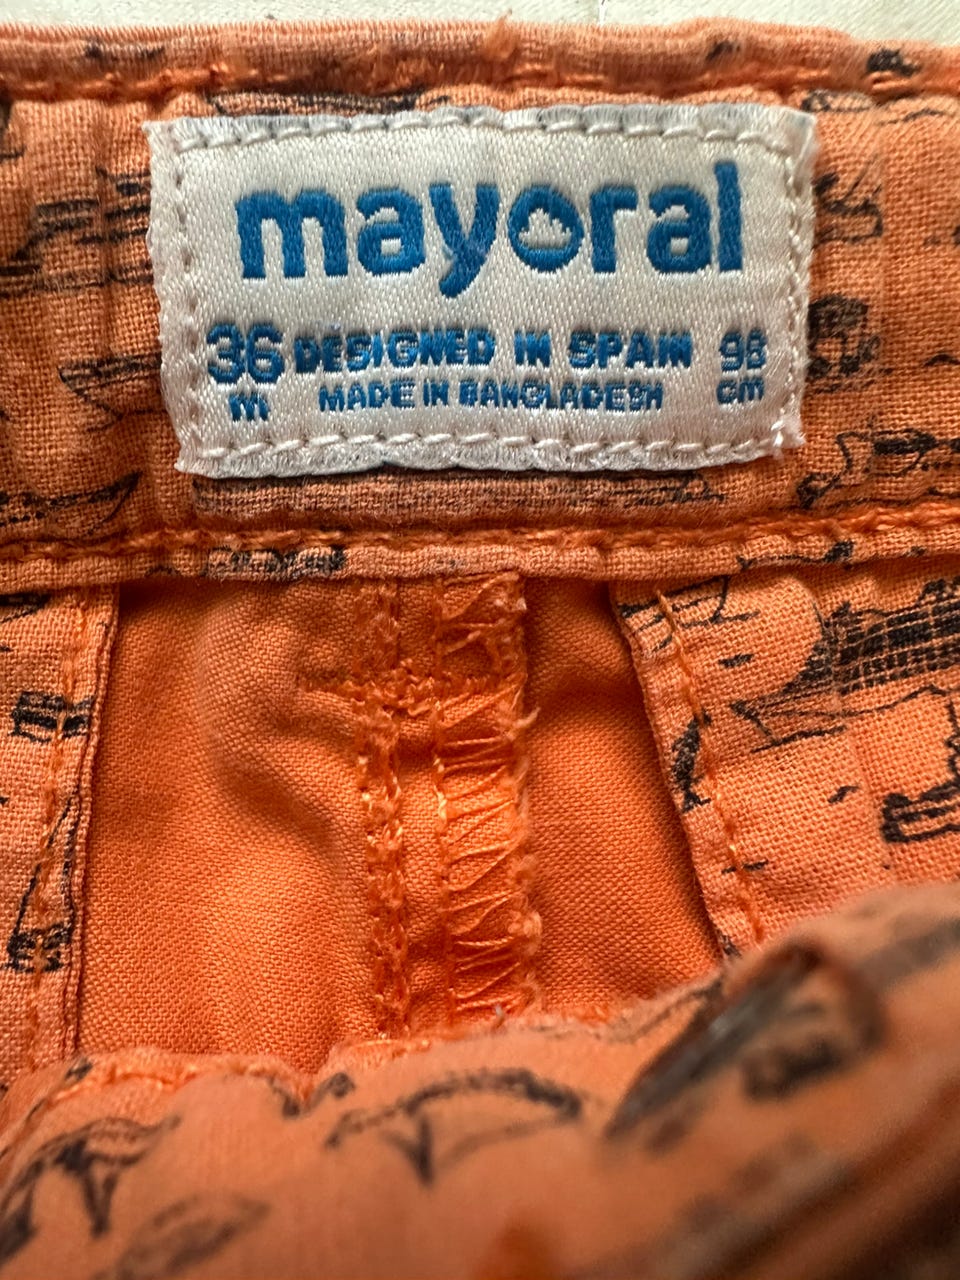 mayoral
36 DESIGNED IN SPAIN 98
m MADE IN BANGLADESH cm